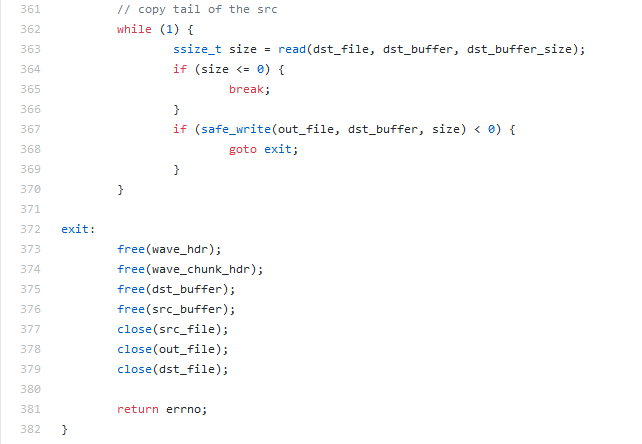 361 // copy tail of the src
362 while (1) {
363 ssize_t size = read(dst_file, dst_buffer, dst_buffer_size);
364 if (size <= 0) {
365 break;
366 }
367 if (safe_write(out_file, dst_buffer, size) < 0) {
368 goto exit;
369 }
370 }
371
372 exit:
373 free(wave_hdr);
374 free(wave_chunk_hdr);
375 free(dst_buffer);
376 free(src_buffer);
377 close(src_file);
378 close(out_file);
379 close(dst_file);
380
381 return errno;
382 }